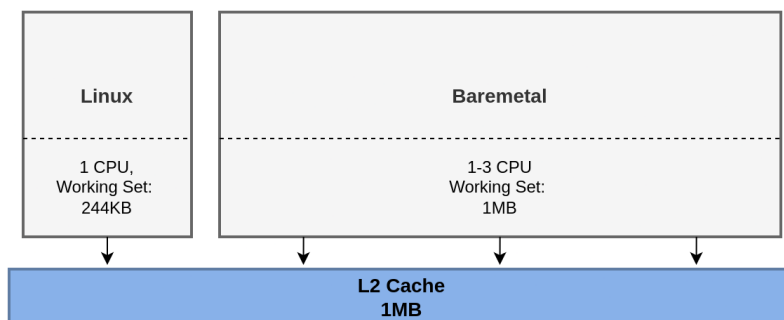 Linux
1 CPU,
Working Set:
244KB
Baremetal
1-3 CPU
Working Set:
1MB
L2 Cache
1MB